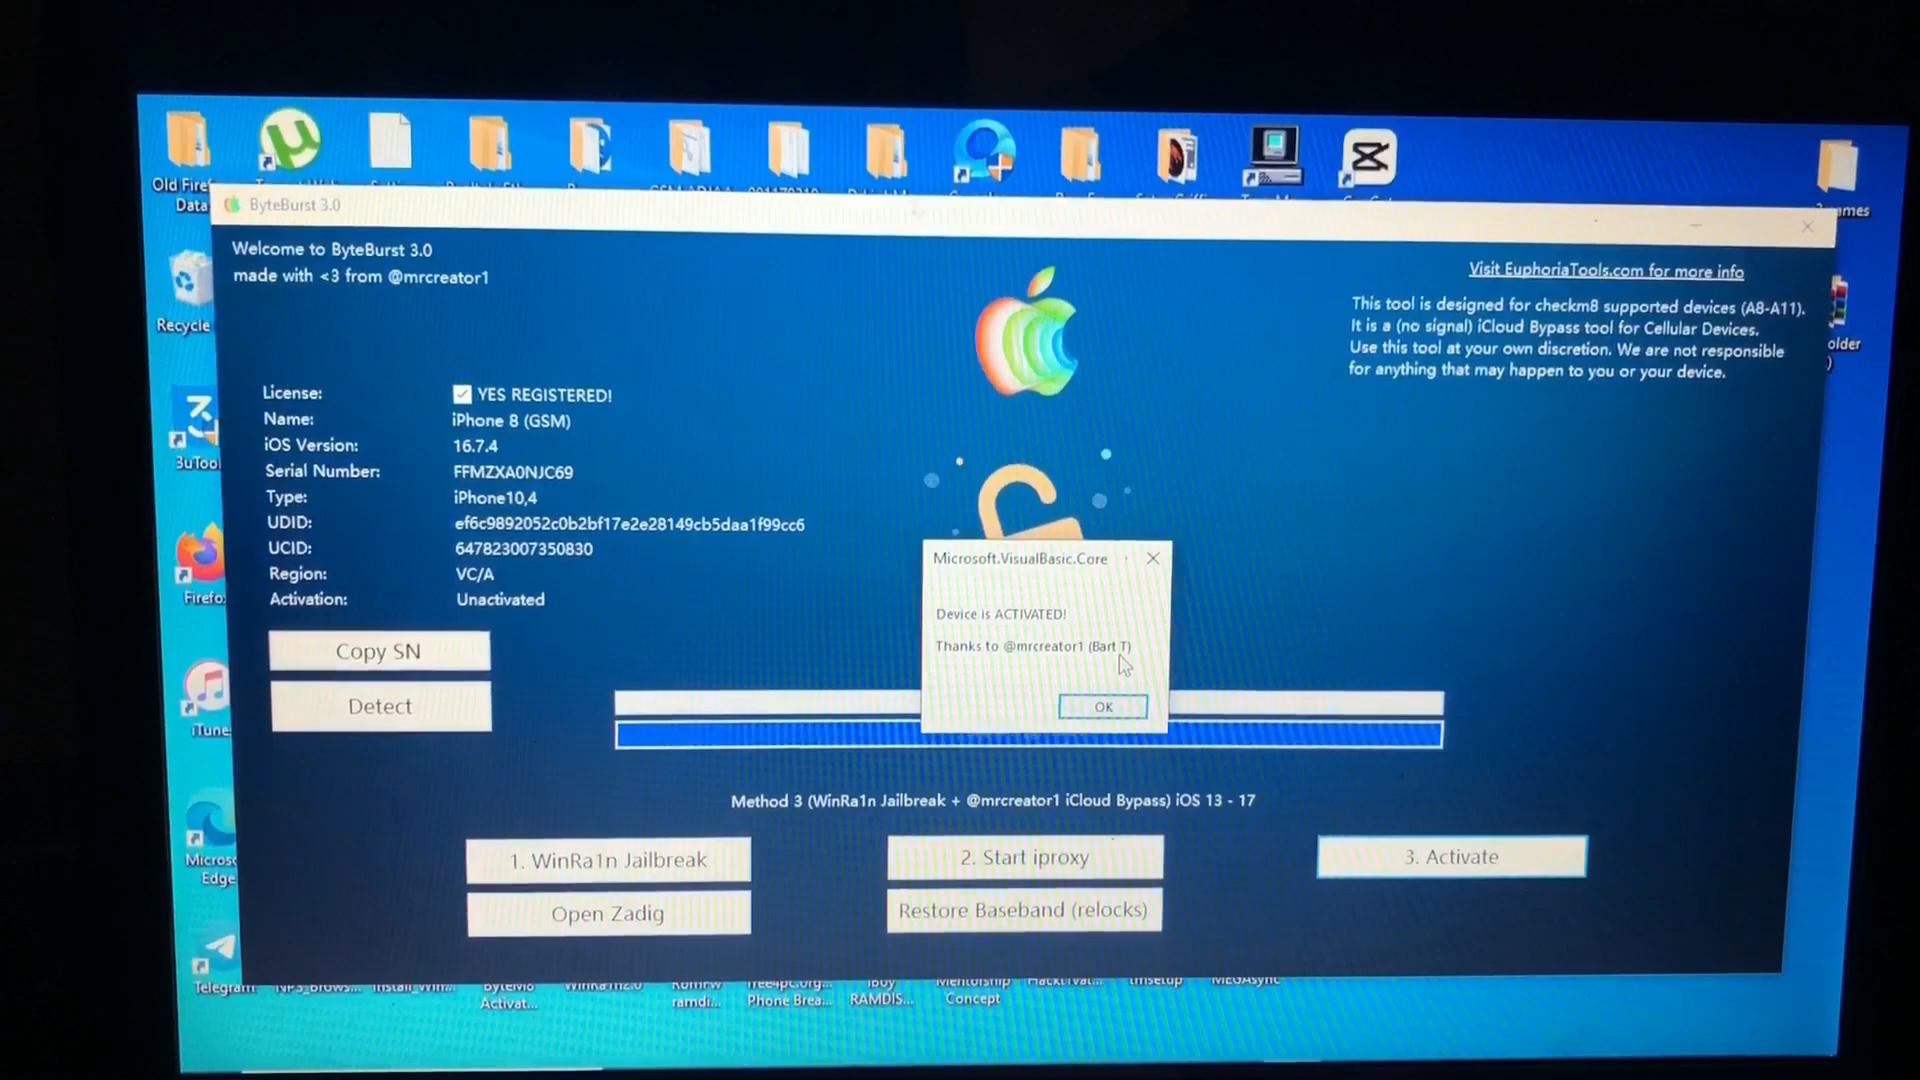 Old Firef
Data
ByteBurst 3.0
Welcome to ByteBurst 3.0
made with <3 from @mrcreator1
Visit EuphoriaTools.com for more info
This tool is designed for checkm8 supported devices (A8-A11).
It is a (no signal) iCloud Bypass tool for Cellular Devices.
Use this tool at your own discretion. We are not responsible
for anything that may happen to you or your device.
Recycle
License: YES REGISTERED!
Name: iPhone 8 (GSM)
iOS Version: 16.7.4
Serial Number: FFMZXA0NJC69
Type: iPhone10,4
UDID: ef6c9892052c0b2bf17e2e28149cb5daa1f99cc6
UCID: 647823007350830
Region: VC/A
Activation: Unactivated
3uTool
Firefo
iTune
Copy SN
Detect
Microsoft.VisualBasic.Core
Device is ACTIVATED!
Thanks to @mrcreator1 (Bart T)
OK
Method 3 (WinRa1n Jailbreak + @mrcreator1 iCloud Bypass) iOS 13 - 17
1. WinRa1n Jailbreak
2. Start iproxy
3. Activate
Open Zadig
Restore Baseband (relocks)
Micros
Edge
Telegram
Activat...
ramdi...
Phone Brea...
RAMDIS...
Mentorship
Concept
MEGAsync